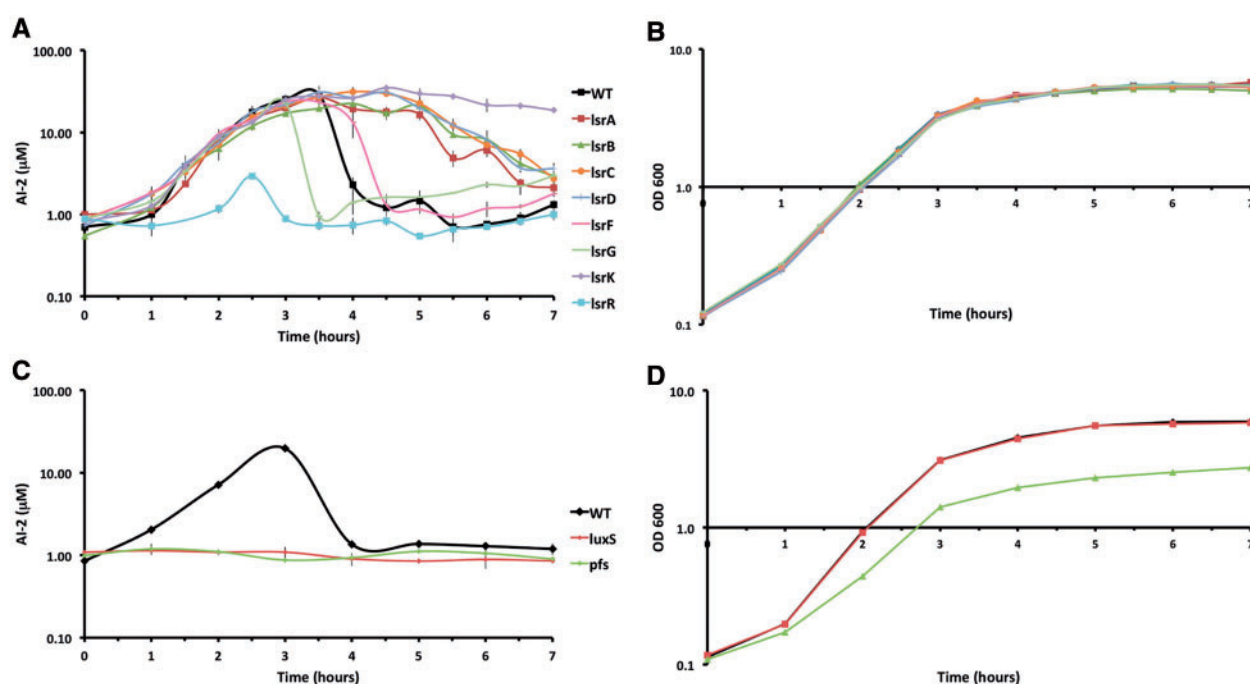 A
100.00
10.00
1.00
0.10
AI-2 (µM)
0 1 2 3 4 5 6 7
Time (hours)
WT
lsrA
lsrB
lsrC
lsrD
lsrF
lsrG
lsrK
lsrR
B
10.0
1.0
0.1
OD 600
0 1 2 3 4 5 6 7
Time (hours)
C
100.00
10.00
1.00
0.10
AI-2 (µM)
0 1 2 3 4 5 6 7
Time (hours)
WT
luxS
pfs
D
10.0
1.0
0.1
OD 600
0 1 2 3 4 5 6 7
Time (hours)